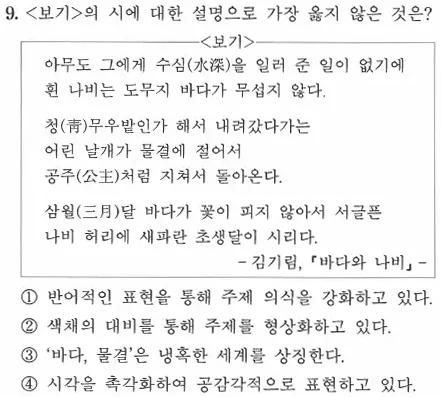 9. <보기>의 시에 대한 설명으로 가장 옳지 않은 것은?
<보기>
아무도 그에게 수심(水深)을 일러 준 일이 없기에
흰 나비는 도무지 바다가 무섭지 않다.
청(靑)무우밭인가 해서 내려갔다가는
어린 날개가 물결에 절어서
공주(公主)처럼 지쳐서 돌아온다.
삼월(三月)달 바다가 꽃이 피지 않아서 서글픈
나비 허리에 새파란 초생달이 시리다.
- 김기림, 「바다와 나비」 -
① 반어적인 표현을 통해 주제 의식을 강화하고 있다.
② 색채의 대비를 통해 주제를 형상화하고 있다.
③ ‘바다, 물결’은 냉혹한 세계를 상징한다.
④ 시각을 촉각화하여 공감각적으로 표현하고 있다.